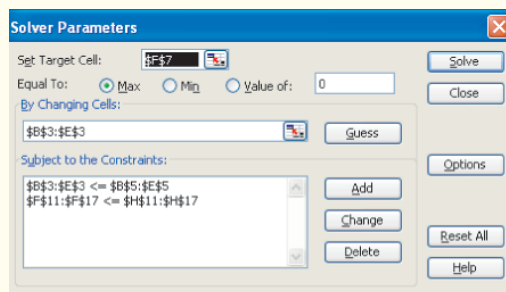 Solver Parameters
Set Target Cell: $F$7
Solve
Equal To: Max Min Value of: 0
Close
By Changing Cells:
$B$3:$E$3
Guess
Subject to the Constraints:
Options
$B$3:$E$3 <= $B$5:$E$5
Add
$F$11:$F$17 <= $H$11:$H$17
Change
Reset All
Delete
Help